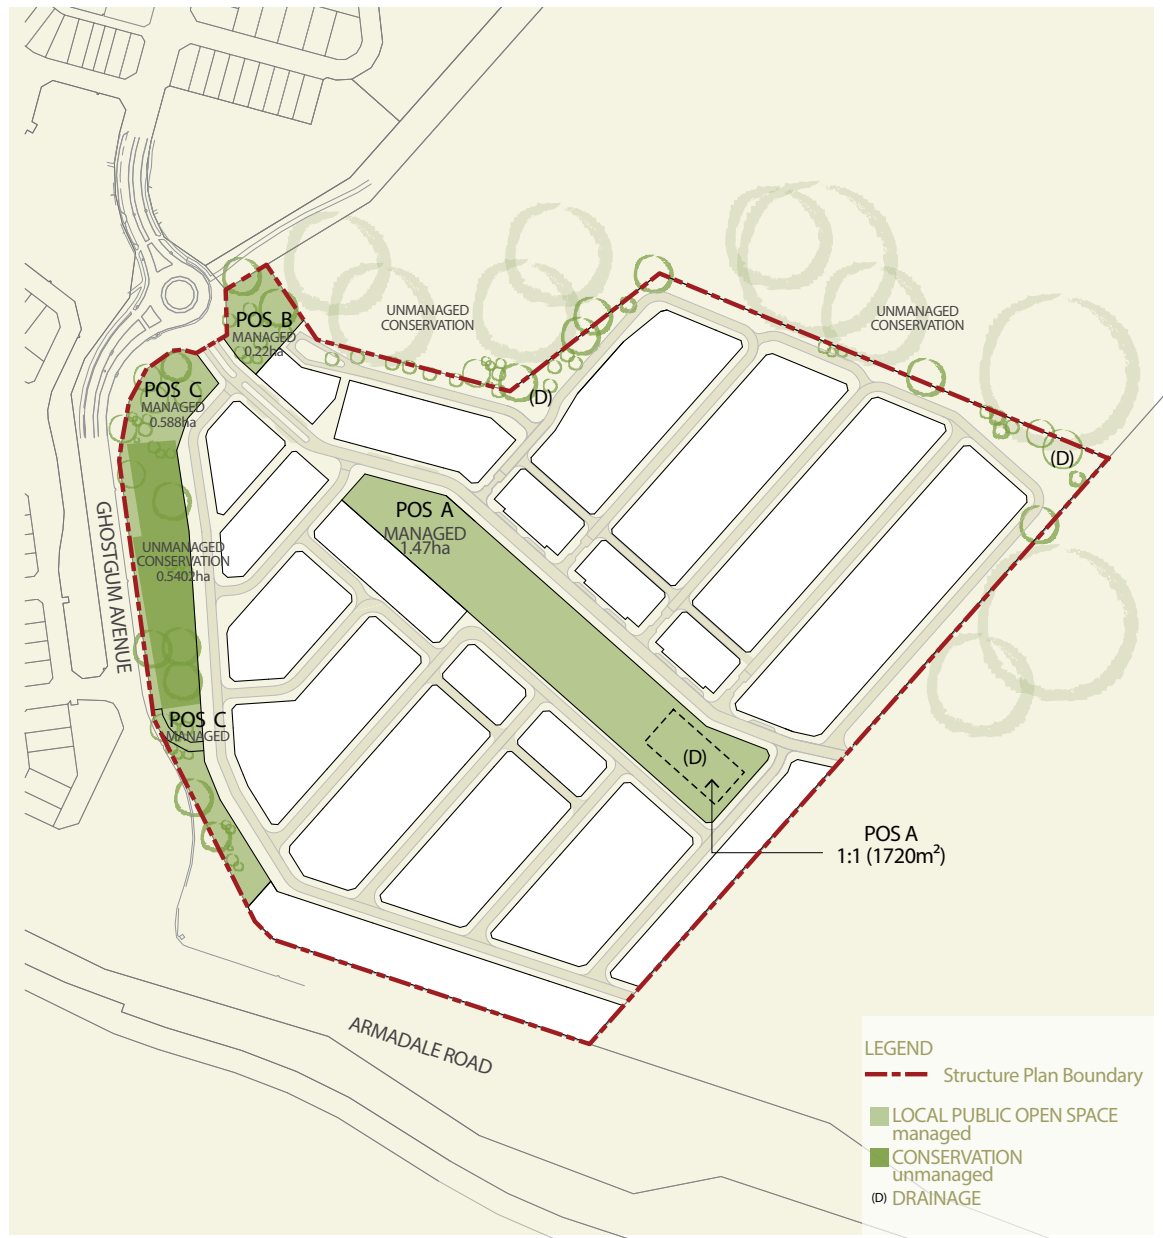 POS B
MANAGED
0.22ha
UNMANAGED
CONSERVATION
UNMANAGED
CONSERVATION
POS C
MANAGED
0.588ha
(D)
(D)
POS A
MANAGED
1.47ha
GHOSTGUM AVENUE
UNMANAGED
CONSERVATION
0.5402ha
POS C
MANAGED
(D)
POS A
1:1 (1720m²)
ARMADALE ROAD
LEGEND
Structure Plan Boundary
LOCAL PUBLIC OPEN SPACE
managed
CONSERVATION
unmanaged
(D) DRAINAGE